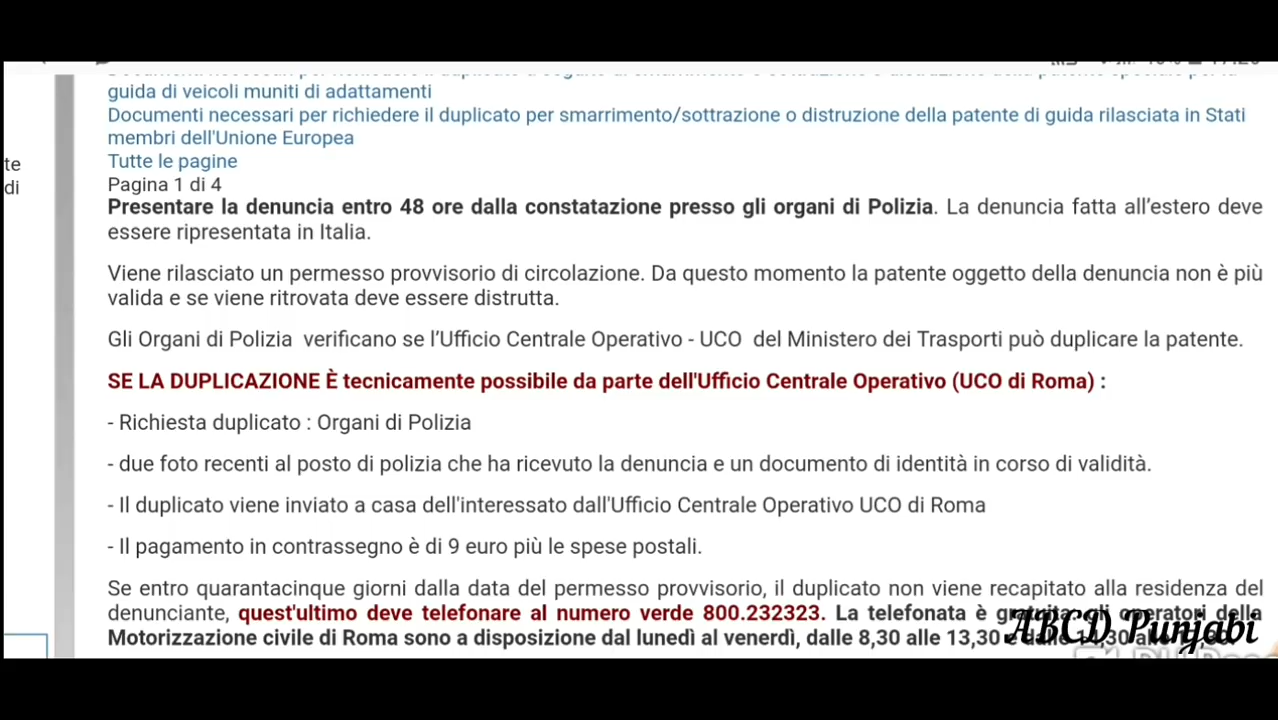 guida di veicoli muniti di adattamenti
Documenti necessari per richiedere il duplicato per smarrimento/sottrazione o distruzione della patente di guida rilasciata in Stati
membri dell'Unione Europea
te
Tutte le pagine
di
Pagina 1 di 4
Presentare la denuncia entro 48 ore dalla constatazione presso gli organi di Polizia. La denuncia fatta all'estero deve
essere ripresentata in Italia.
Viene rilasciato un permesso provvisorio di circolazione. Da questo momento la patente oggetto della denuncia non è più
valida e se viene ritrovata deve essere distrutta.
Gli Organi di Polizia verificano se l'Ufficio Centrale Operativo - UCO del Ministero dei Trasporti può duplicare la patente.
SE LA DUPLICAZIONE È tecnicamente possibile da parte dell'Ufficio Centrale Operativo (UCO di Roma) :
- Richiesta duplicato : Organi di Polizia
- due foto recenti al posto di polizia che ha ricevuto la denuncia e un documento di identità in corso di validità.
- Il duplicato viene inviato a casa dell'interessato dall'Ufficio Centrale Operativo UCO di Roma
- Il pagamento in contrassegno è di 9 euro più le spese postali.
Se entro quarantacinque giorni dalla data del permesso provvisorio, il duplicato non viene recapitato alla residenza del
denunciante, quest'ultimo deve telefonare al numero verde 800.232323. La telefonata è gratuita gli operatori della
Motorizzazione civile di Roma sono a disposizione dal lunedì al venerdì, dalle 8,30 alle 13,30 e dalle
ABCD Punjabi